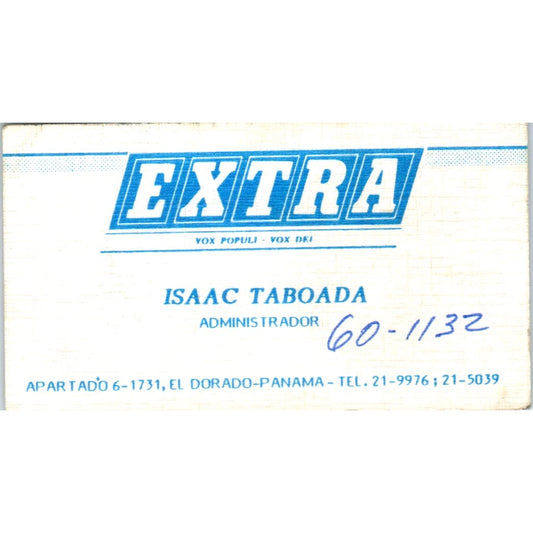 EXTRA
VOX POPULI - VOX DEI
ISAAC TABOADA
ADMINISTRADOR
60-1132
APARTADO 6-1731, EL DORADO-PANAMA - TEL. 21-9976 ; 21-5039